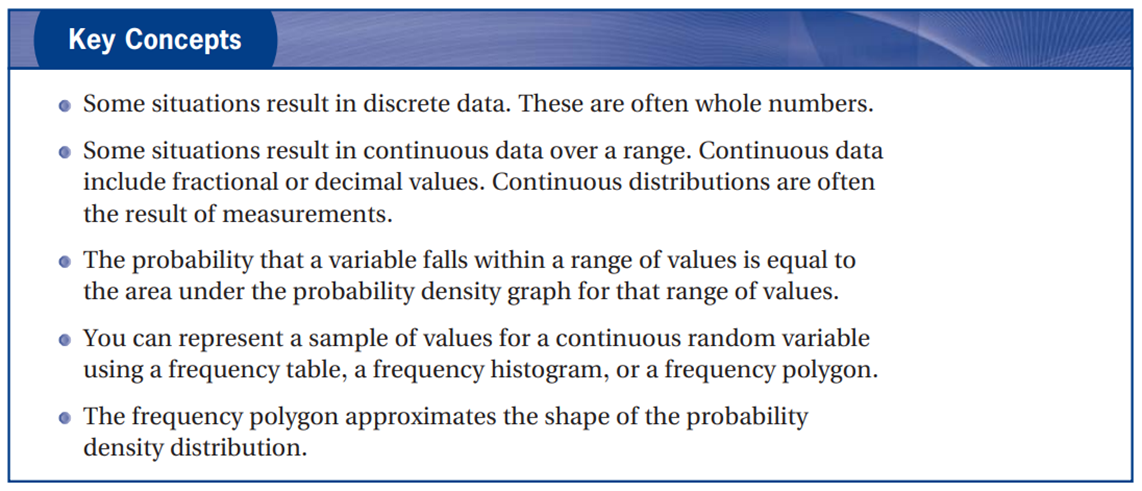 Key Concepts
Some situations result in discrete data. These are often whole numbers.
Some situations result in continuous data over a range. Continuous data
include fractional or decimal values. Continuous distributions are often
the result of measurements.
The probability that a variable falls within a range of values is equal to
the area under the probability density graph for that range of values.
You can represent a sample of values for a continuous random variable
using a frequency table, a frequency histogram, or a frequency polygon.
The frequency polygon approximates the shape of the probability
density distribution.